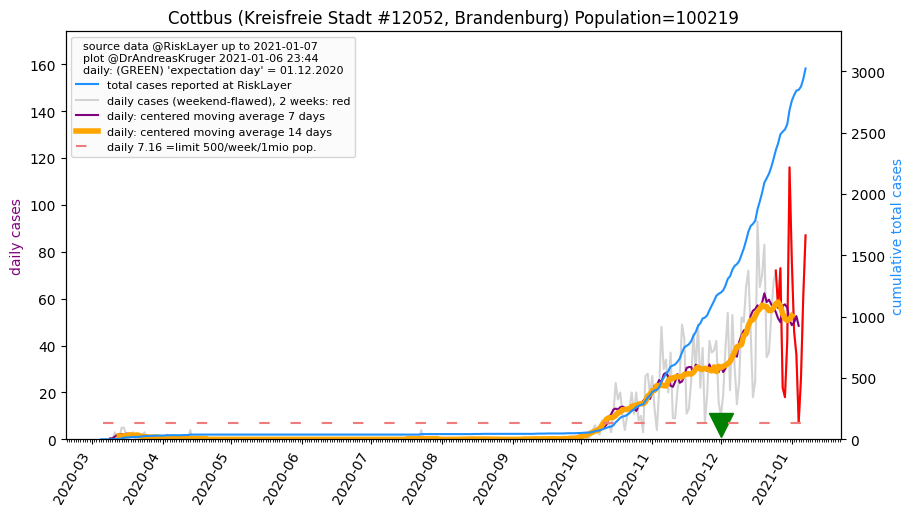 Cottbus (Kreisfreie Stadt #12052, Brandenburg) Population=100219
source data @RiskLayer up to 2021-01-07
plot @DrAndreasKruger 2021-01-06 23:44
daily: (GREEN) 'expectation day' = 01.12.2020
total cases reported at RiskLayer
daily cases (weekend-flawed), 2 weeks: red
daily: centered moving average 7 days
daily: centered moving average 14 days
daily 7.16 =limit 500/week/1mio pop.
daily cases
160
140
120
100
80
60
40
20
0
3000
2500
2000
1500
1000
500
0
cumulative total cases
2020-03
2020-04
2020-05
2020-06
2020-07
2020-08
2020-09
2020-10
2020-11
2020-12
2021-01